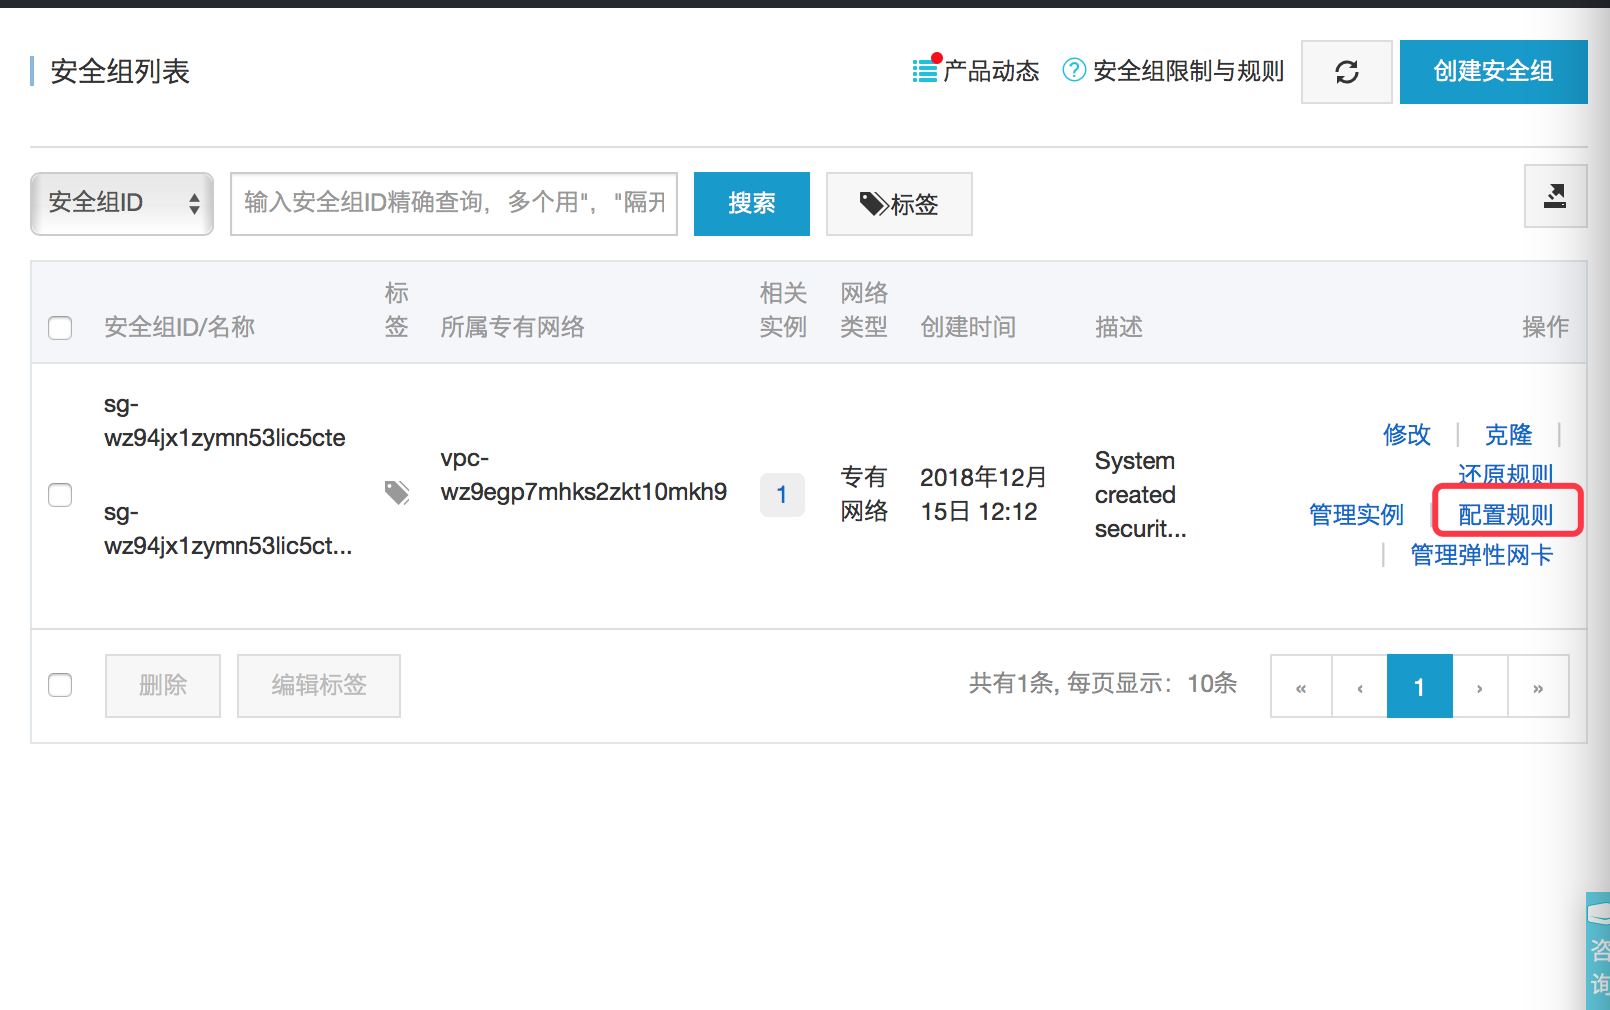 安全组列表
产品动态
? 安全组限制与规则
创建安全组
安全组ID
输入安全组ID精确查询，多个用"，"隔开
搜索
标签
安全组ID/名称
标签
所属专有网络
相关实例
网络类型
创建时间
描述
操作
sg-
wz94jx1zymn53lic5cte
sg-
wz94jx1zymn53lic5ct...
vpc-
wz9egp7mhks2zkt10mkh9
1
专有
网络
2018年12月
15日 12:12
System
created
securit...
修改 | 克隆 |
还原规则
管理实例 | 配置规则
| 管理弹性网卡
删除
编辑标签
共有1条, 每页显示：10条
« ‹ 1 › »
咨
询